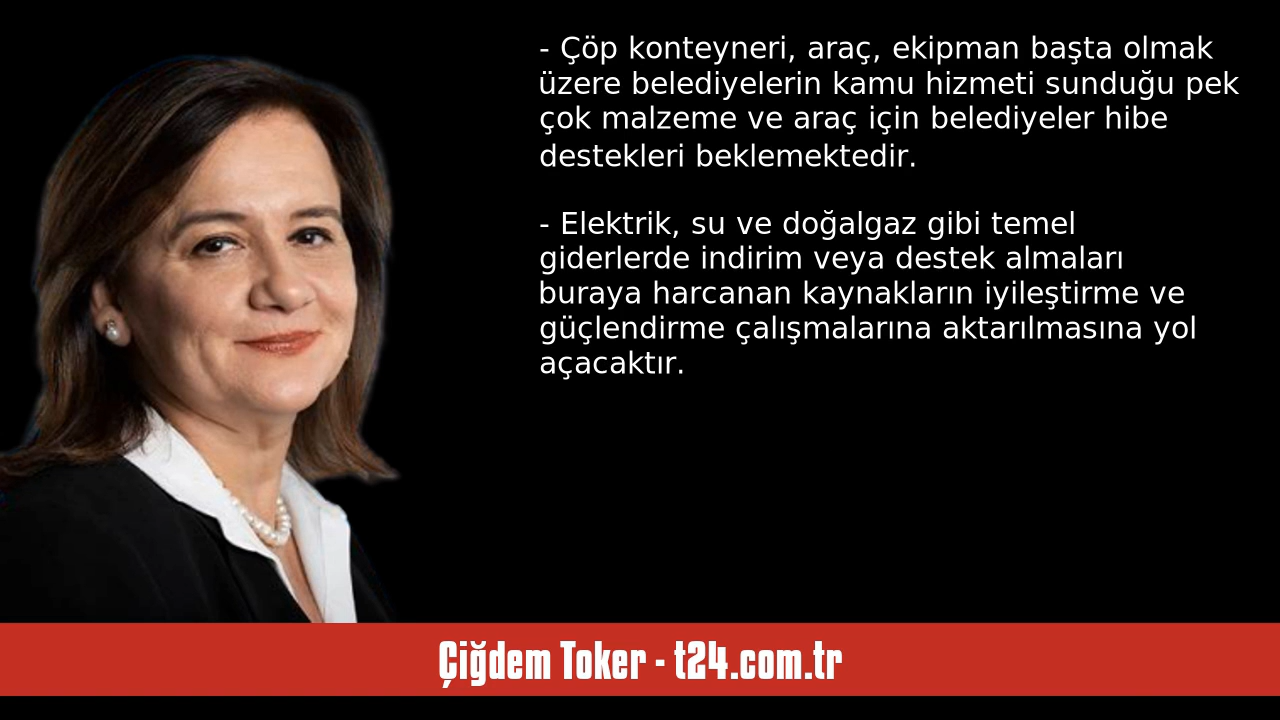 - Çöp konteyneri, araç, ekipman başta olmak
üzere belediyelerin kamu hizmeti sunduğu pek
çok malzeme ve araç için belediyeler hibe
destekleri beklemektedir.
- Elektrik, su ve doğalgaz gibi temel
giderlerde indirim veya destek almaları
buraya harcanan kaynakların iyileştirme ve
güçlendirme çalışmalarına aktarılmasına yol
açacaktır.
Çiğdem Toker - t24.com.tr